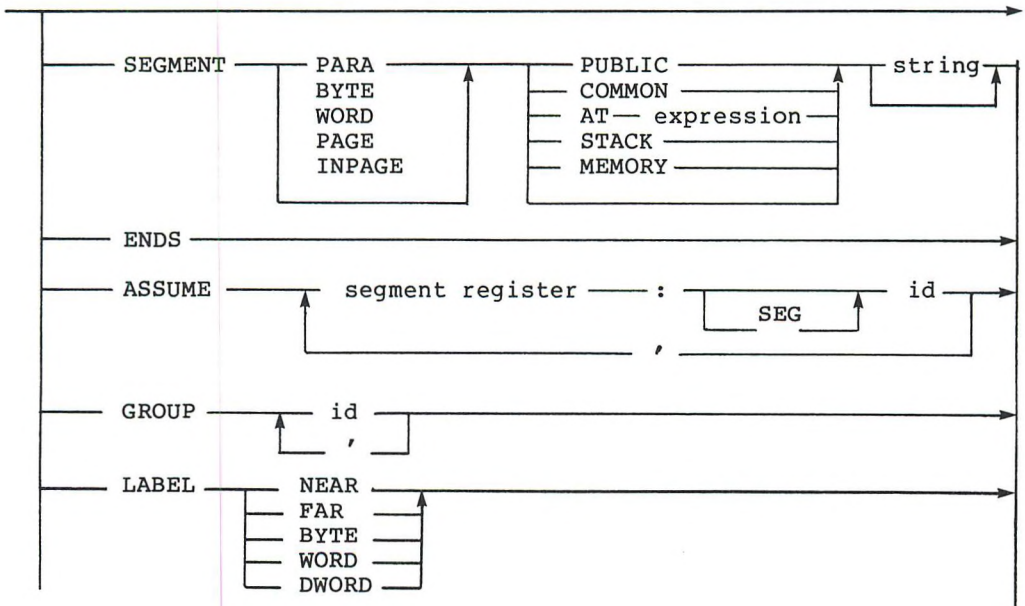 SEGMENT PARA PUBLIC string
BYTE COMMON
WORD AT expression
PAGE STACK
INPAGE MEMORY
ENDS
ASSUME segment register : id
SEG
,
GROUP id
,
LABEL NEAR
FAR
BYTE
WORD
DWORD